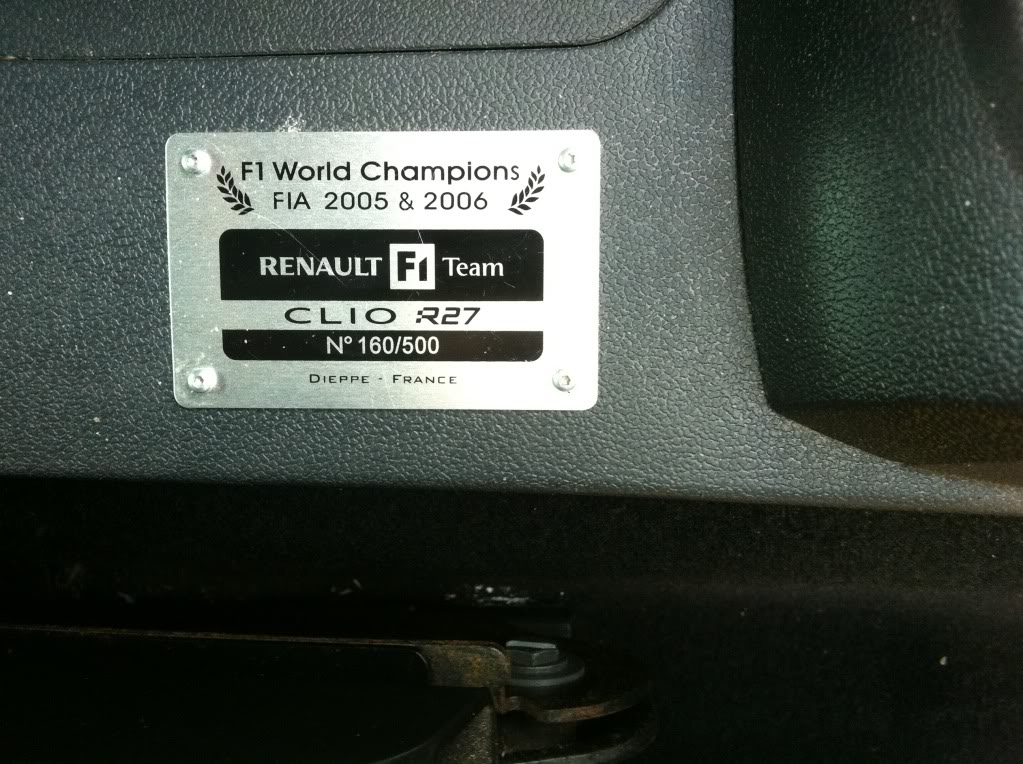 F1 World Champions
FIA 2005 & 2006
RENAULT F1 Team
CLIO R27
N° 160/500
DIEPPE - FRANCE